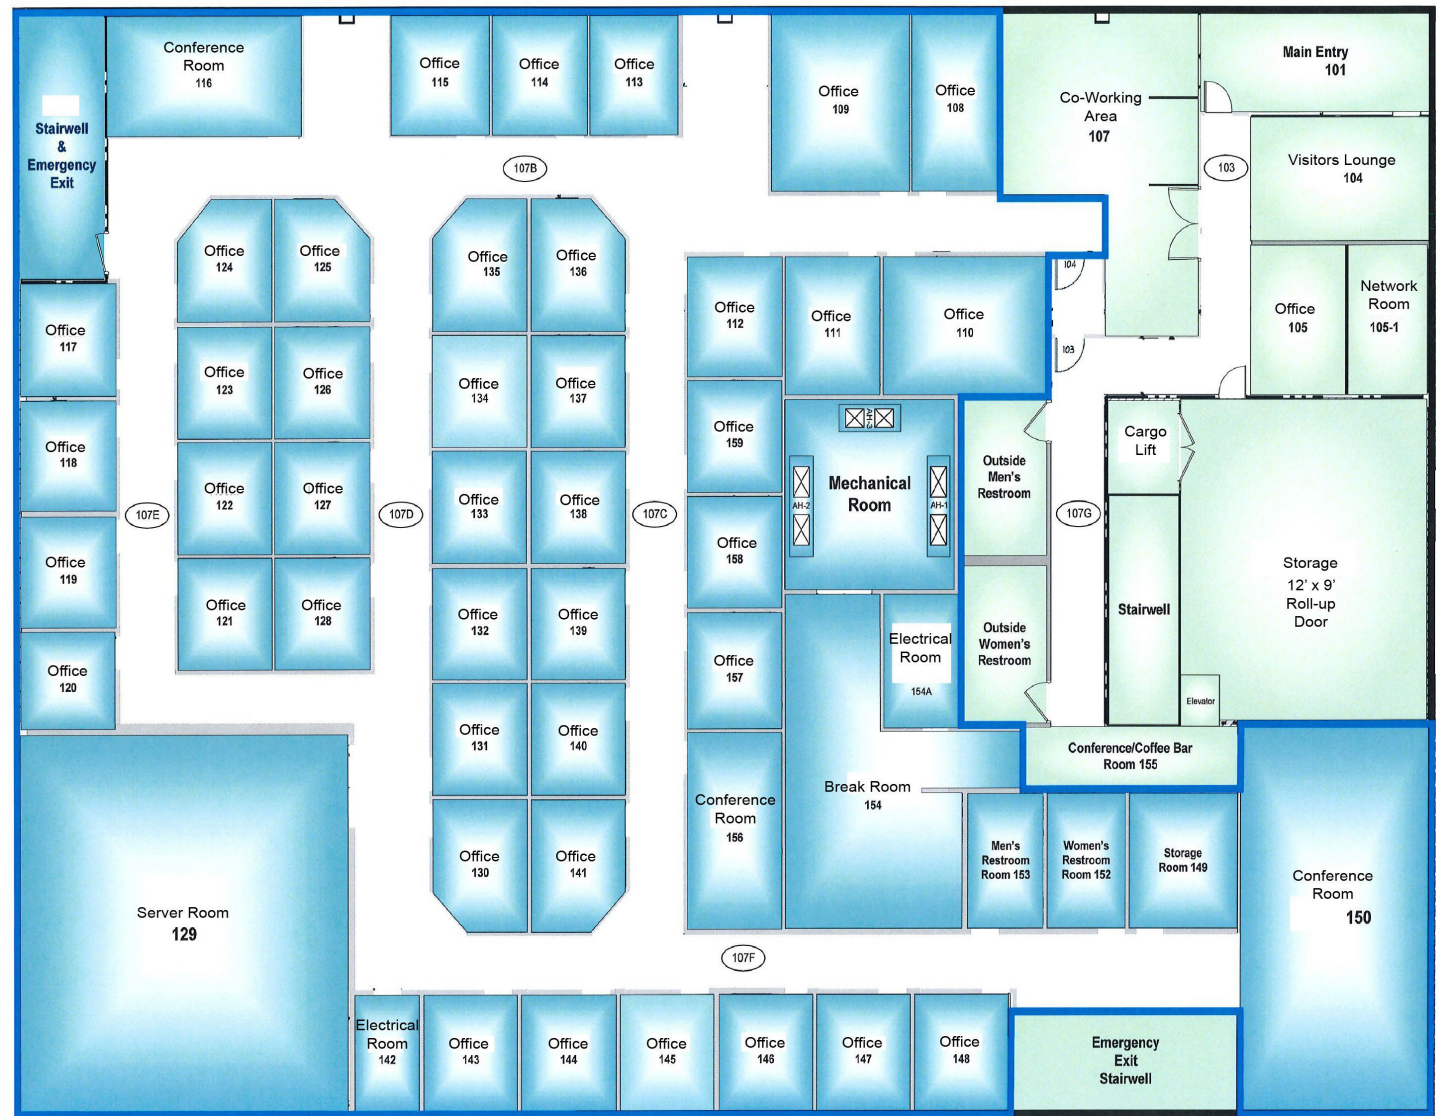 Conference
Room
116
Office
115
Office
114
Office
113
Office
109
Office
108
Co-Working
Area
107
Main Entry
101
Stairwell
&
Emergency
Exit
107B
103
Visitors Lounge
104
Office
124
Office
125
Office
135
Office
136
104
Office
117
Office
112
Office
111
Office
110
Office
105
Network
Room
105-1
103
Office
123
Office
126
Office
134
Office
137
Office
118
Office
159
AH-3
Cargo
Lift
Outside
Men's
Restroom
Mechanical
Room
AH-2
AH-1
107E
Office
122
Office
127
107D
Office
133
Office
138
107C
107G
Office
119
Office
158
Storage
12' x 9'
Roll-up
Door
Office
121
Office
128
Office
132
Office
139
Stairwell
Outside
Women's
Restroom
Electrical
Room
154A
Office
120
Office
157
Elevator
Office
131
Office
140
Conference/Coffee Bar
Room 155
Break Room
154
Conference
Room
156
Office
130
Office
141
Men's
Restroom
Room 153
Women's
Restroom
Room 152
Storage
Room 149
Conference
Room
150
Server Room
129
107F
Electrical
Room
142
Office
143
Office
144
Office
145
Office
146
Office
147
Office
148
Emergency
Exit
Stairwell